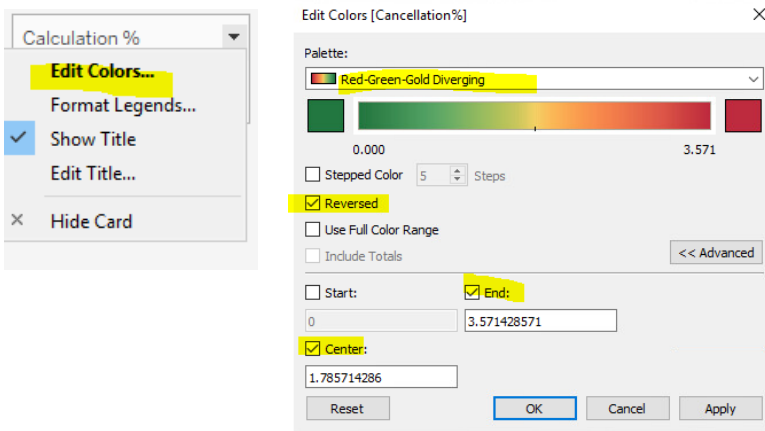 Calculation %
Edit Colors...
Format Legends...
Show Title
Edit Title...
Hide Card
Edit Colors [Cancellation%]
Palette:
Red-Green-Gold Diverging
0.000 3.571
Stepped Color 5 Steps
Reversed
Use Full Color Range
Include Totals << Advanced
Start: End:
0 3.571428571
Center:
1.785714286
Reset OK Cancel Apply